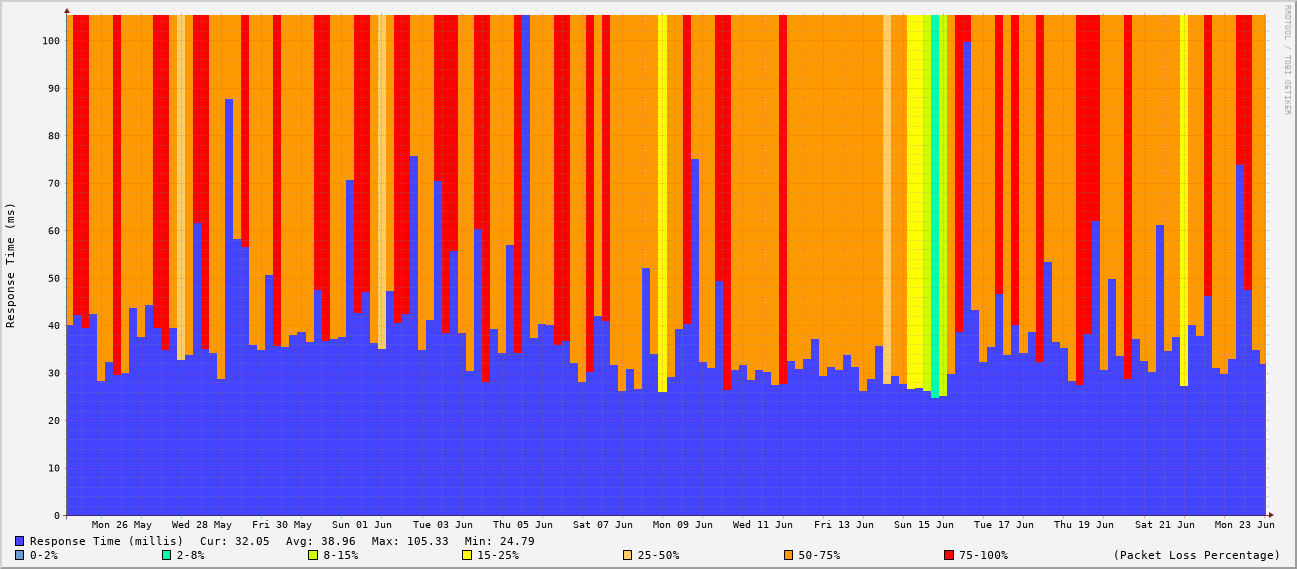 RRDTOOL / TOBI OETIKER
Response Time (ms)
100
90
80
70
60
50
40
30
20
10
0
Mon 26 May Wed 28 May Fri 30 May Sun 01 Jun Tue 03 Jun Thu 05 Jun Sat 07 Jun Mon 09 Jun Wed 11 Jun Fri 13 Jun Sun 15 Jun Tue 17 Jun Thu 19 Jun Sat 21 Jun Mon 23 Jun
Response Time (millis) Cur: 32.05 Avg: 38.96 Max: 105.33 Min: 24.79
0-2% 2-8% 8-15% 15-25% 25-50% 50-75% 75-100% (Packet Loss Percentage)